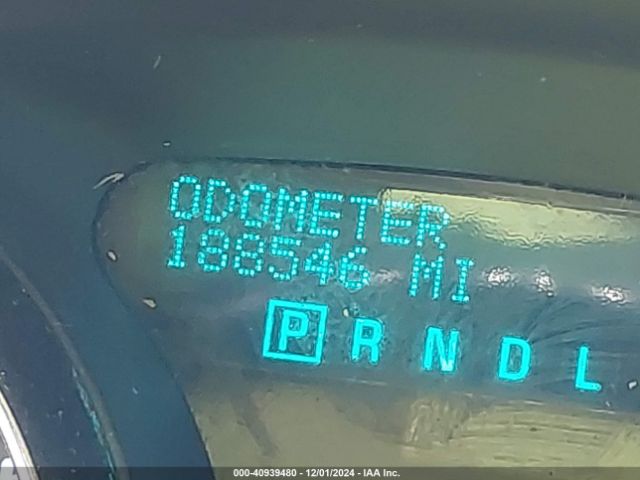 ODOMETER
188546 MI
P R N D L
000-40939480 - 12/01/2024 - IAA Inc.